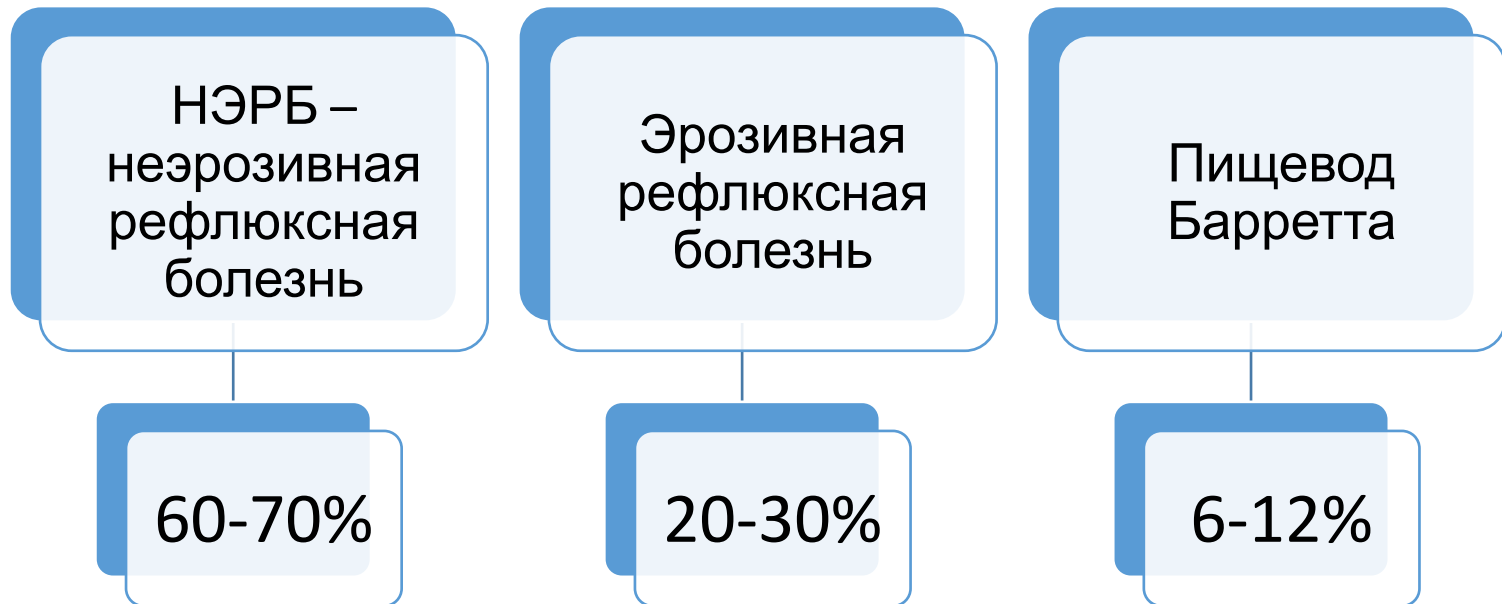 НЭРБ –
неэрозивная
рефлюксная
болезнь
Эрозивная
рефлюксная
болезнь
Пищевод
Барретта
60-70%
20-30%
6-12%